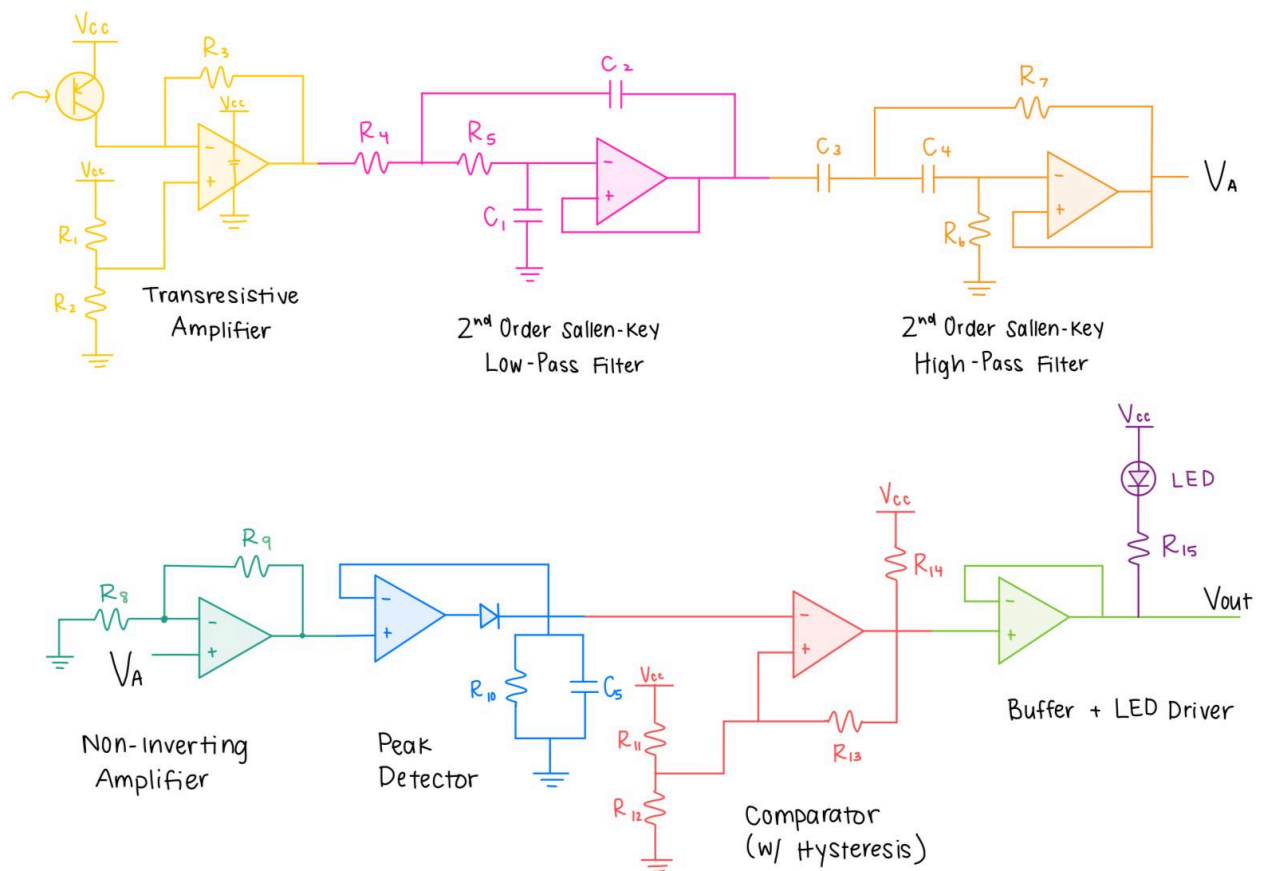 Vcc
R3
Vcc
Vcc
R1
R2
Transresistive
Amplifier
R4
R5
C2
C1
2nd Order Sallen-Key
Low-Pass Filter
C3
C4
R7
R6
VA
2nd Order Sallen-Key
High-Pass Filter
R8
R9
VA
Non-Inverting
Amplifier
R10
C5
Peak
Detector
Vcc
R11
R12
R13
Vcc
R14
Comparator
(w/ Hysteresis)
Vcc
LED
R15
Vout
Buffer + LED Driver